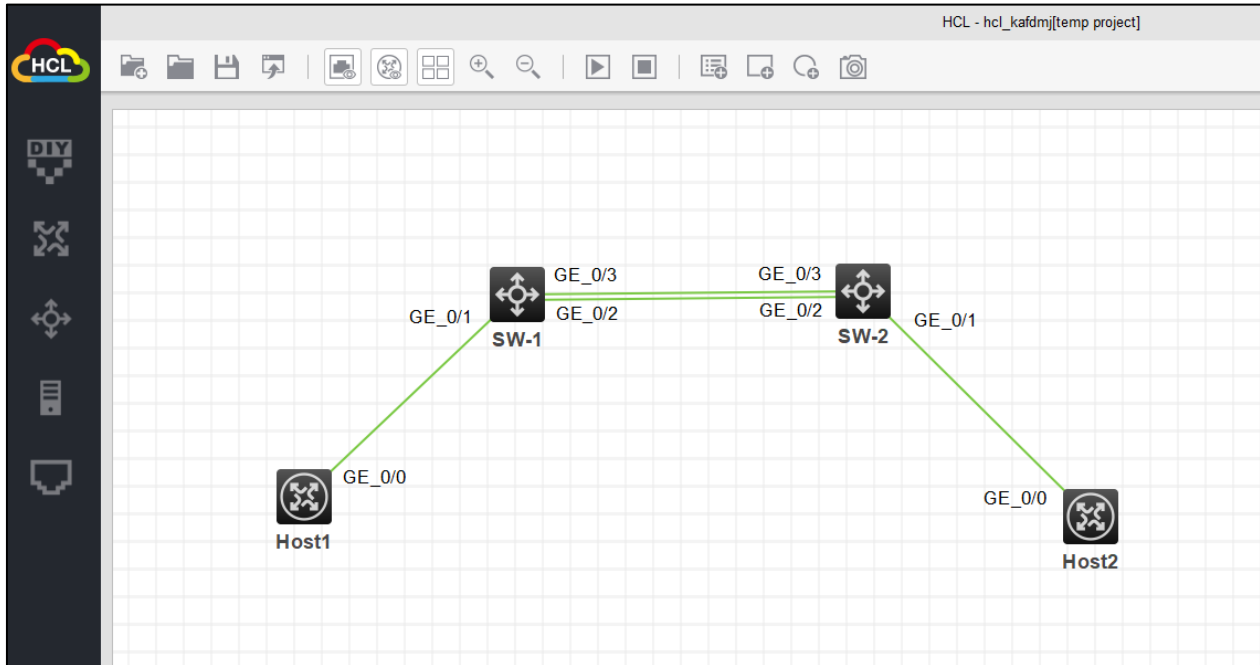 HCL - hcl_kafdmj[temp project]
HCL
DIY
GE_0/3
GE_0/3
GE_0/1
GE_0/2
GE_0/2
GE_0/1
SW-1
SW-2
GE_0/0
GE_0/0
Host1
Host2